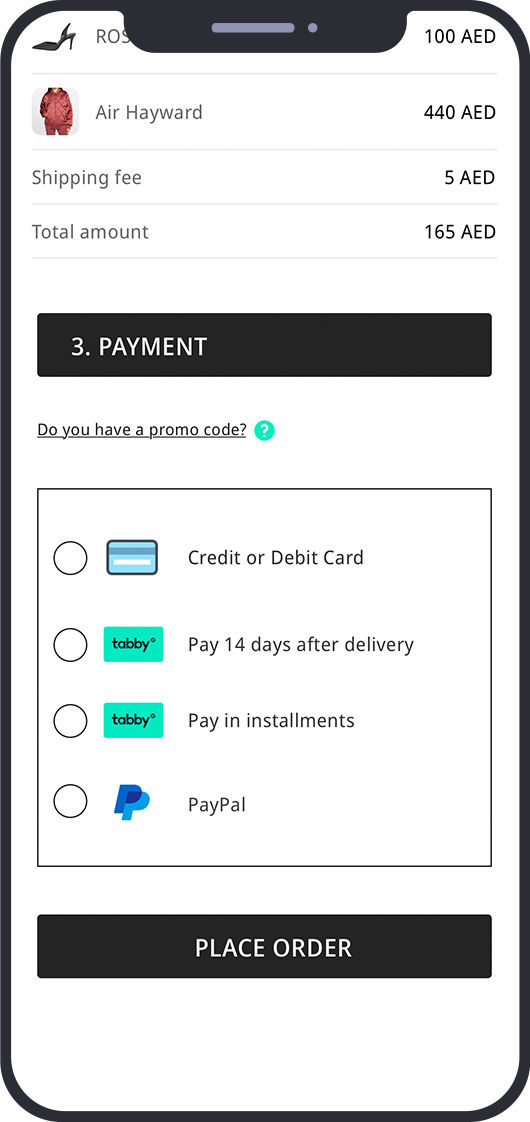 ROS
100 AED
Air Hayward
440 AED
Shipping fee
5 AED
Total amount
165 AED
3. PAYMENT
Do you have a promo code? ?
Credit or Debit Card
tabby
Pay 14 days after delivery
tabby
Pay in installments
PayPal
PLACE ORDER